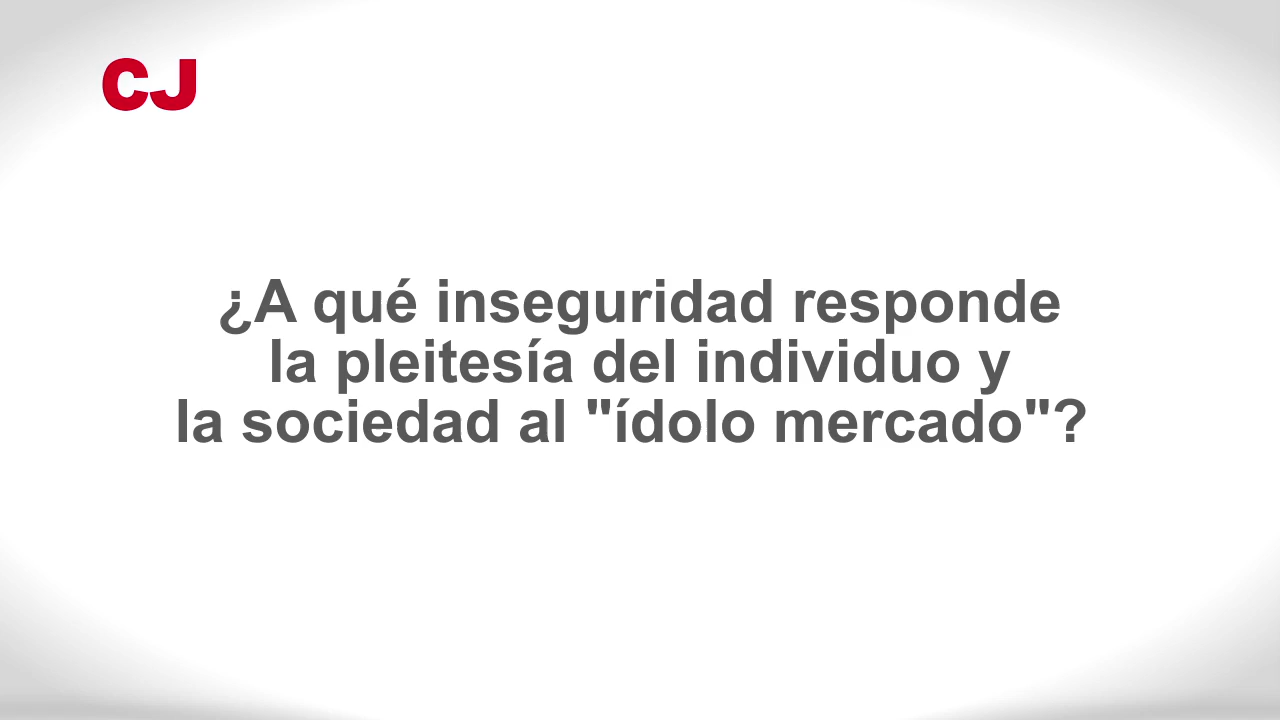 CJ
¿A qué inseguridad responde
la pleitesía del individuo y
la sociedad al "ídolo mercado"?